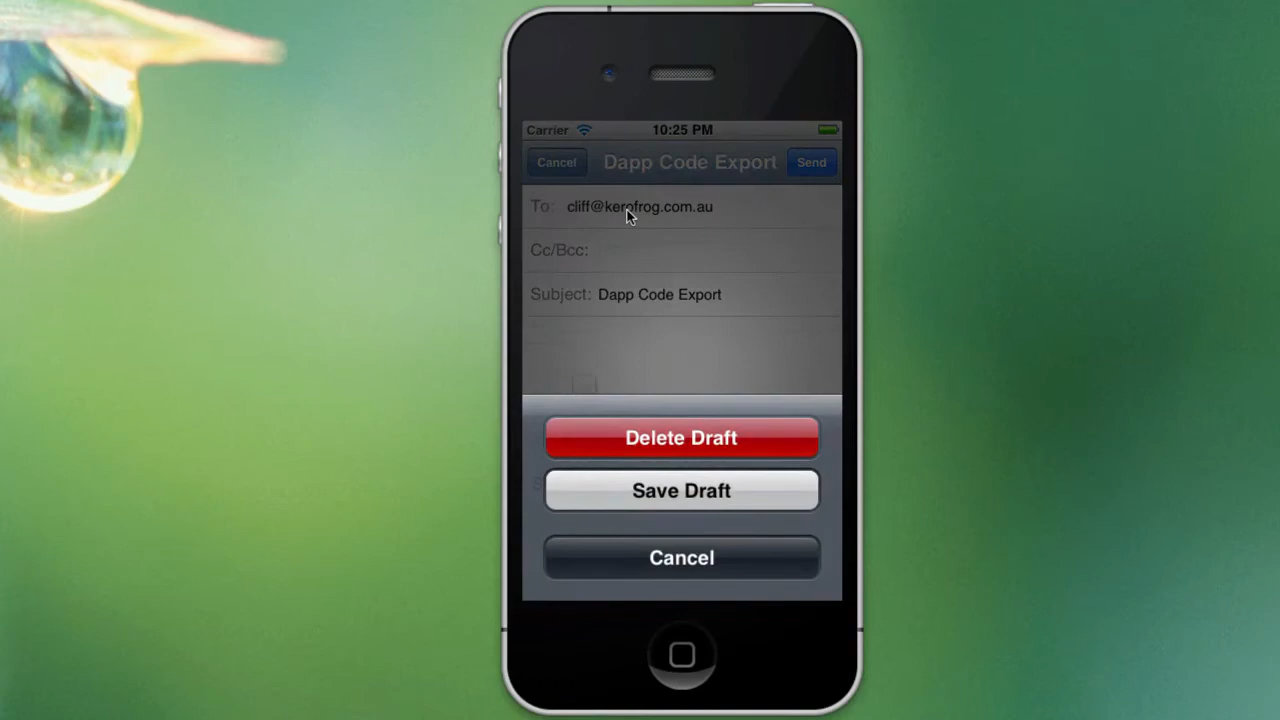 Carrier 10:25 PM
Cancel Dapp Code Export Send
To: cliff@kerofrog.com.au
Cc/Bcc:
Subject: Dapp Code Export
Delete Draft
Save Draft
Cancel